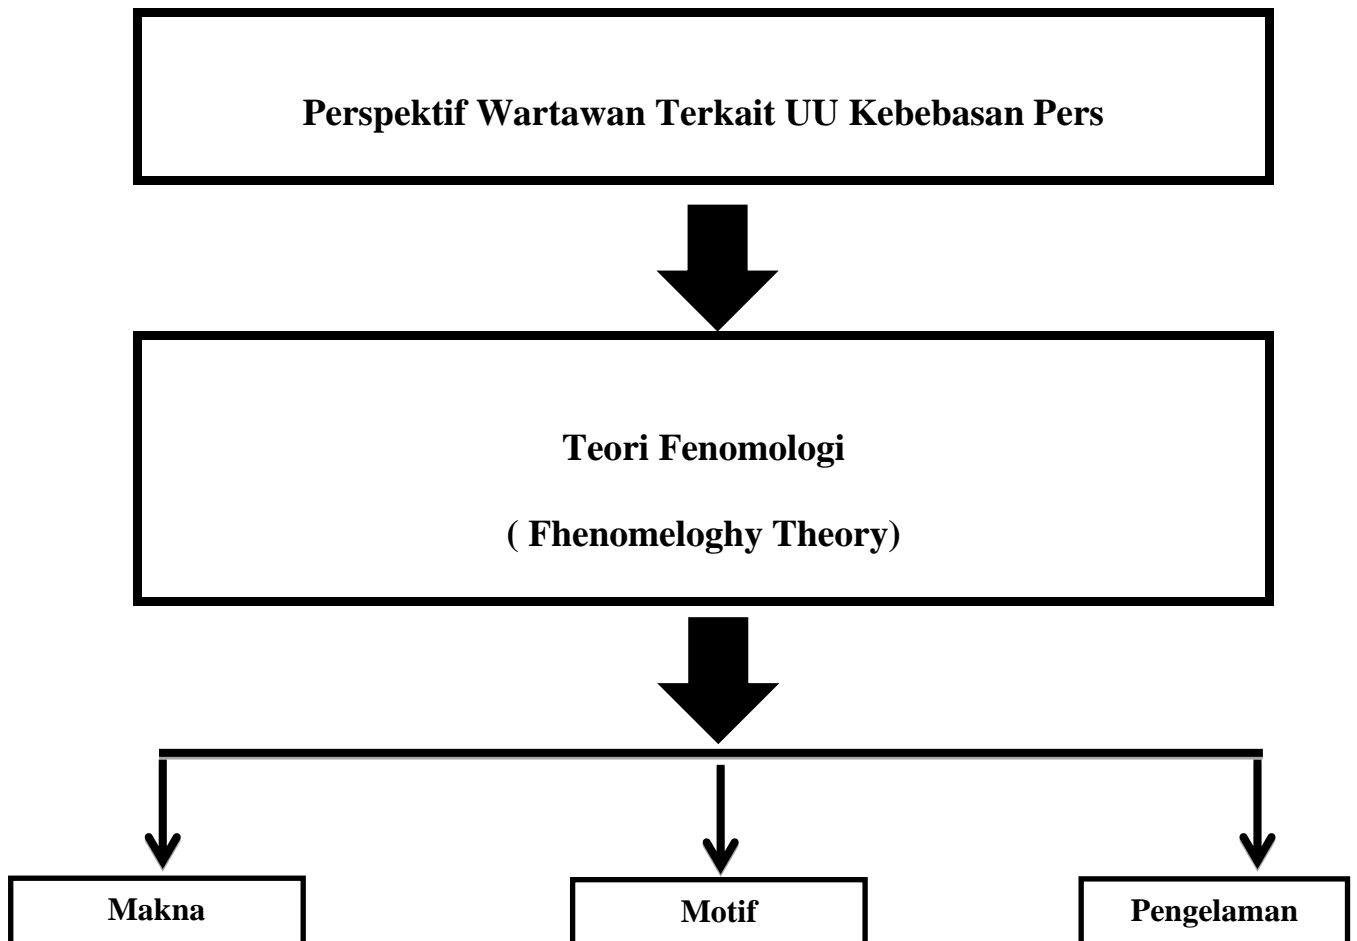 Perspektif Wartawan Terkait UU Kebebasan Pers
Teori Fenomologi
( Fhenomeloghy Theory)
Makna
Motif
Pengelaman